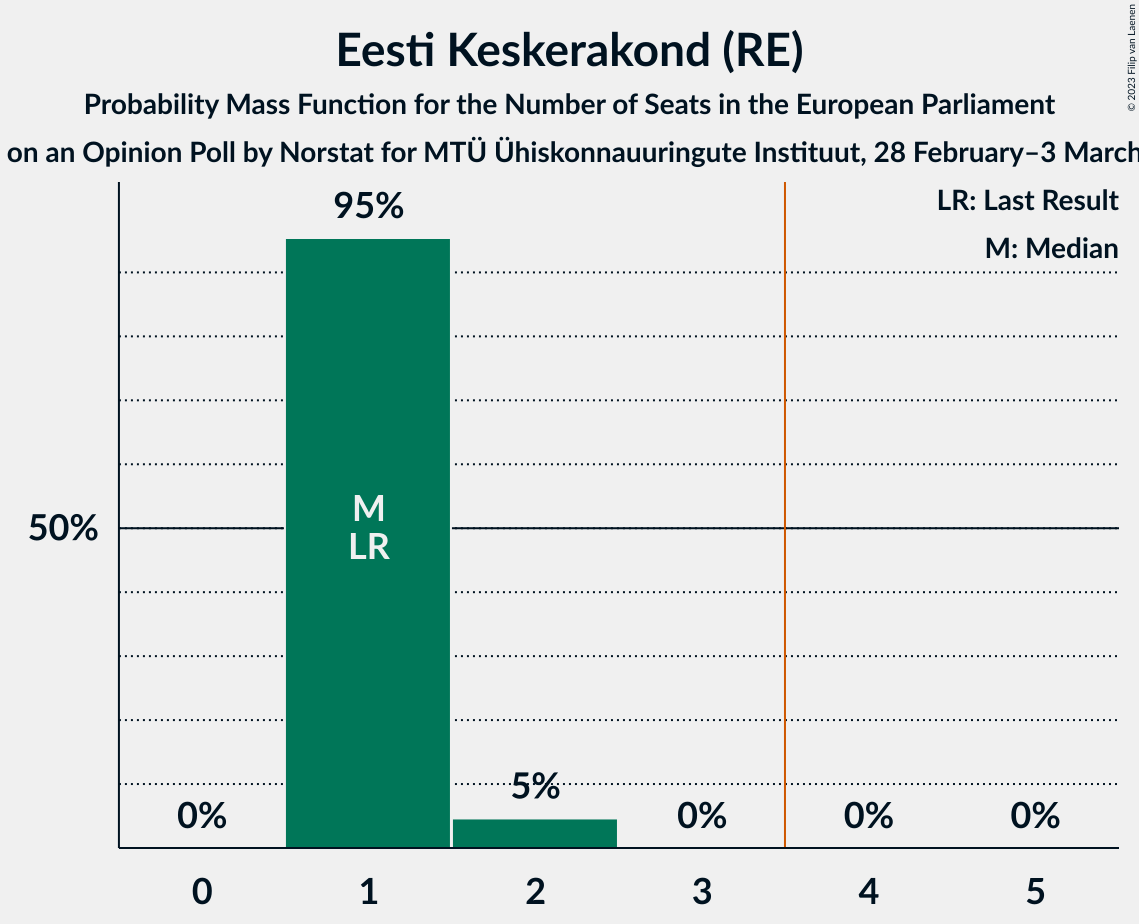 Eesti Keskerakond (RE)
Probability Mass Function for the Number of Seats in the European Parliament
on an Opinion Poll by Norstat for MTÜ Ühiskonnauuringute Instituut, 28 February–3 March
© 2023 Filip van Laenen
LR: Last Result
M: Median
95%
M
LR
50%
5%
0%
0%
0%
0%
0 1 2 3 4 5